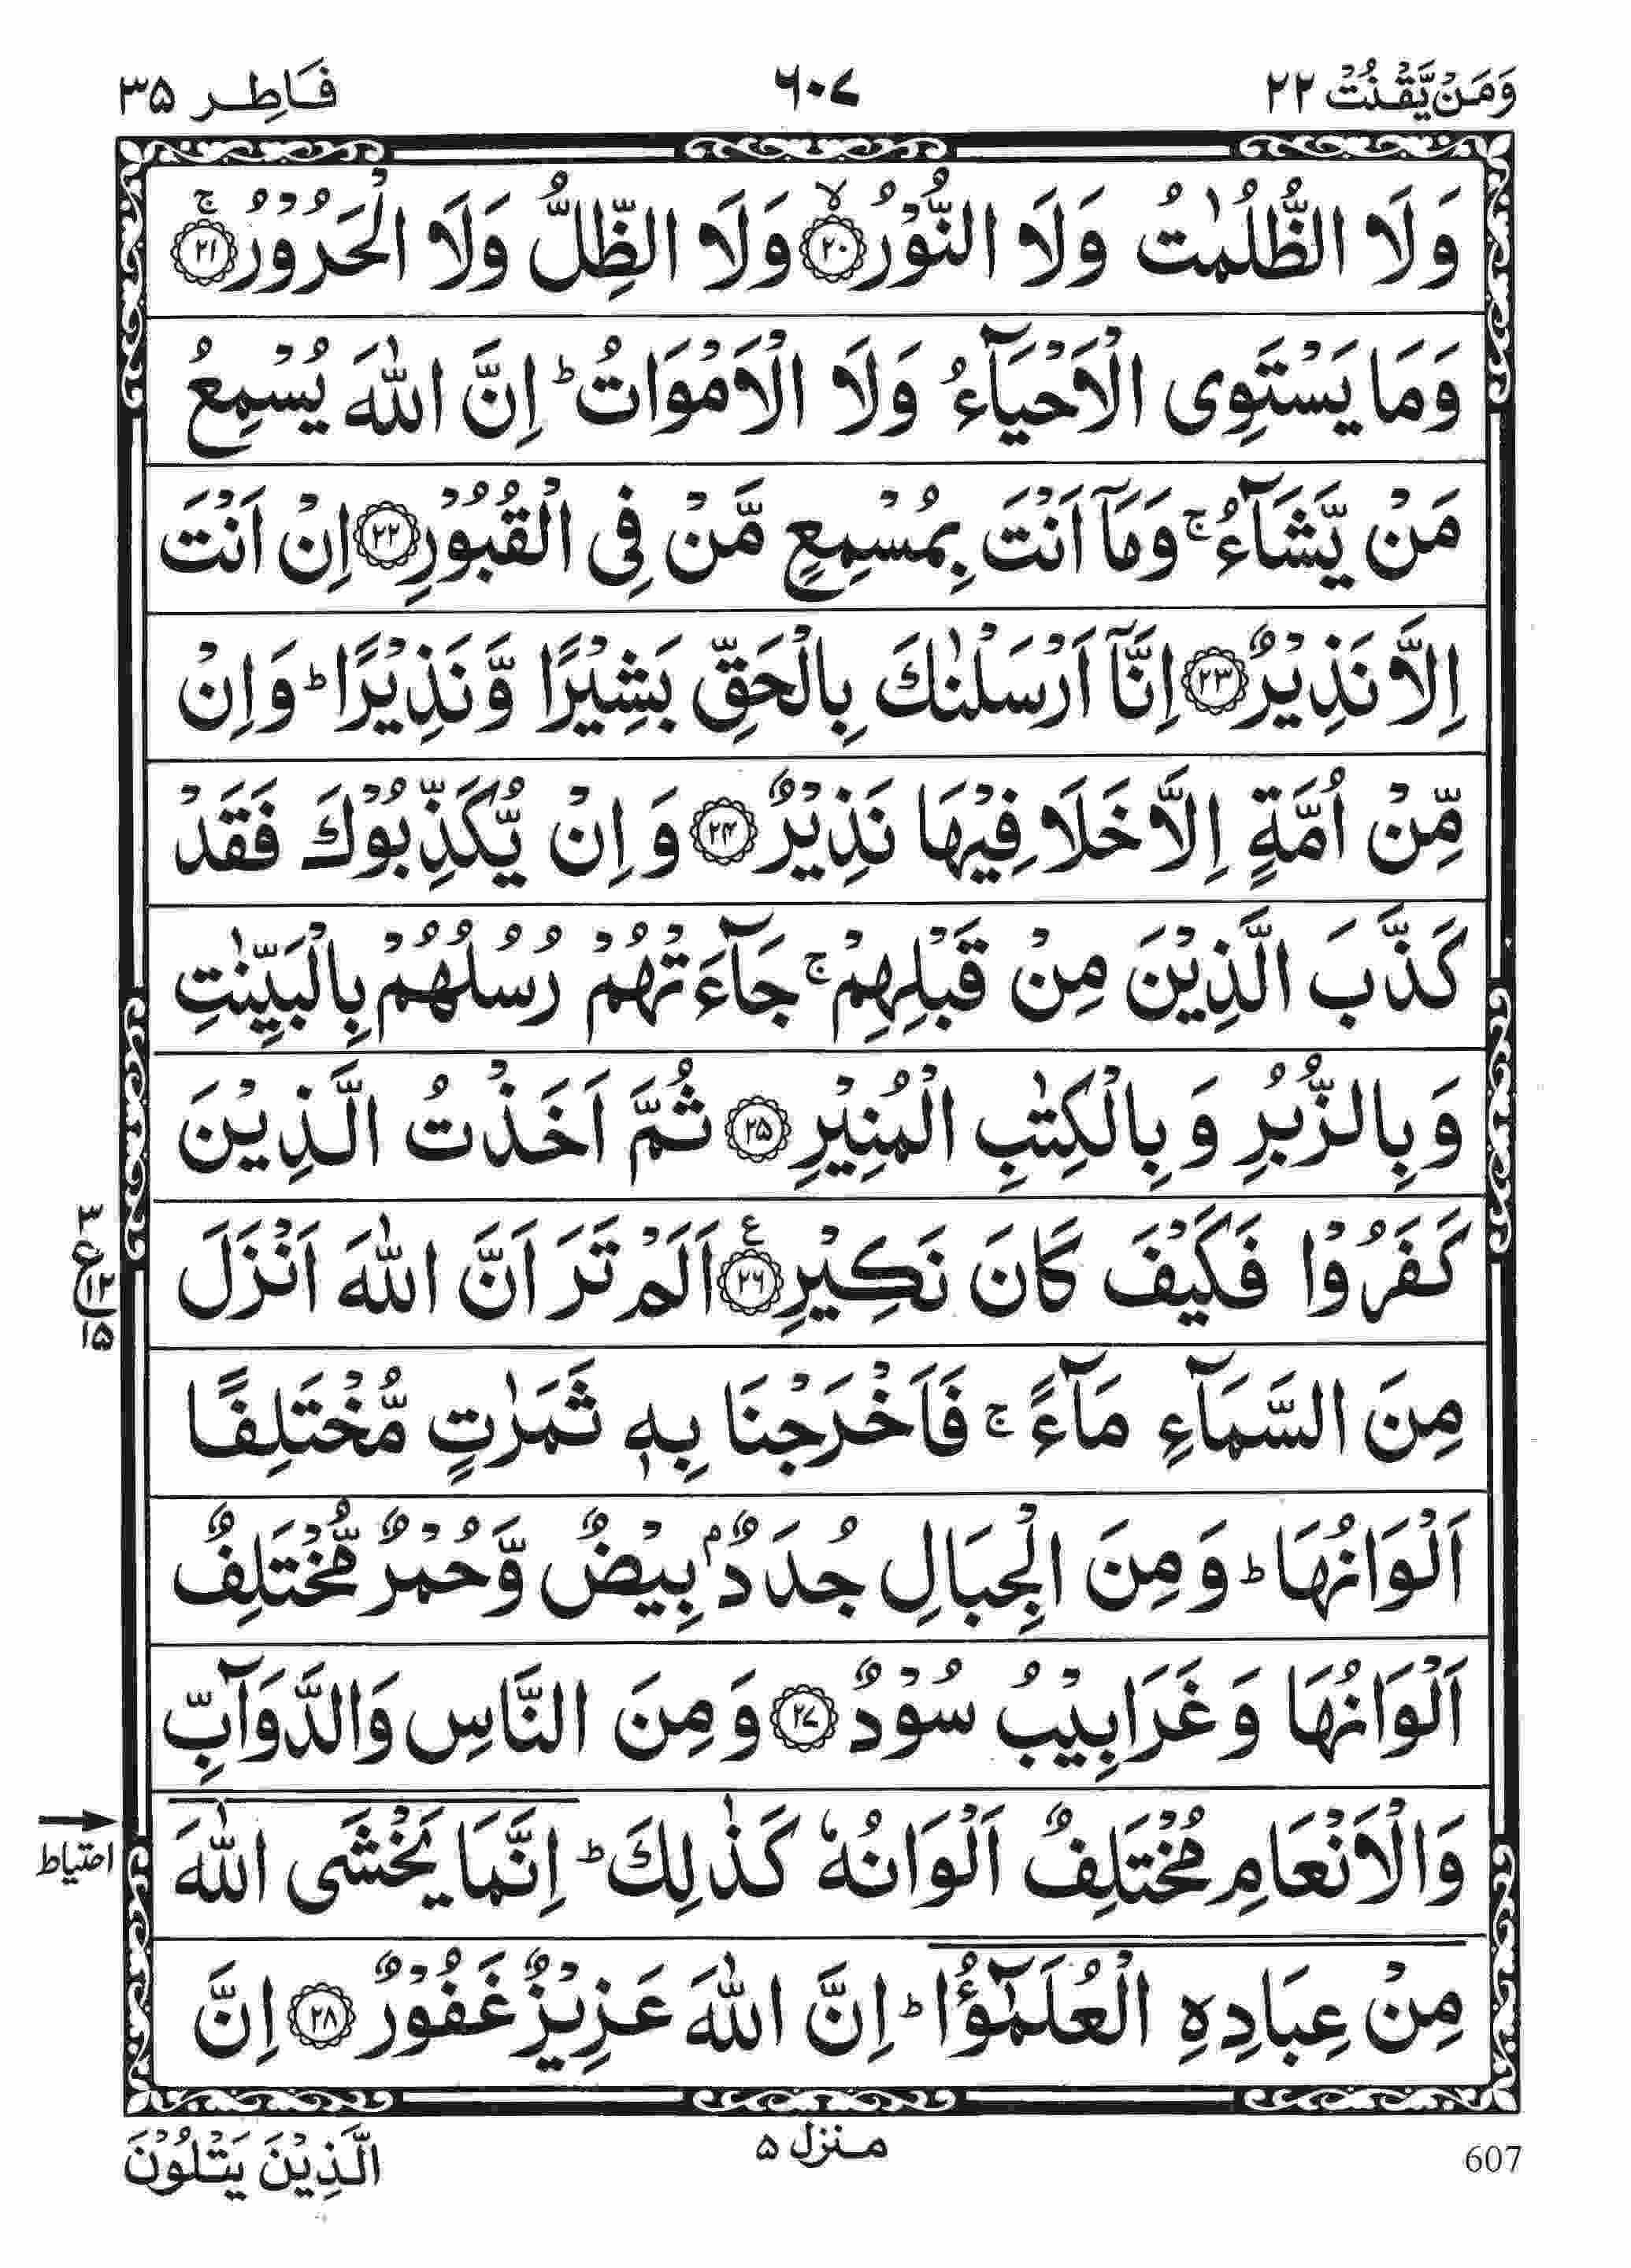 وَمَنْ يَّقْنُتْ ٢٢
٦٠٧
فَاطِر ٣٥
وَلَا الظُّلُمٰتُ وَلَا النُّوْرُ ﴿٢٠﴾ۙ وَلَا الظِّلُّ وَلَا الْحَرُوْرُ ﴿٢١﴾ۚ
وَمَا يَسْتَوِى الْاَحْيَآءُ وَلَا الْاَمْوَاتُ ؕ اِنَّ اللّٰهَ يُسْمِعُ
مَنْ يَّشَآءُ ۚ وَمَاۤ اَنْتَ بِمُسْمِعٍ مَّنْ فِى الْقُبُوْرِ ﴿٢٢﴾ اِنْ اَنْتَ
اِلَّا نَذِيْرٌ ﴿٢٣﴾ اِنَّاۤ اَرْسَلْنٰكَ بِالْحَقِّ بَشِيْرًا وَّنَذِيْرًا ؕ وَاِنْ
مِّنْ اُمَّةٍ اِلَّا خَلَا فِيْهَا نَذِيْرٌ ﴿٢٤﴾ وَاِنْ يُّكَذِّبُوْكَ فَقَدْ
كَذَّبَ الَّذِيْنَ مِنْ قَبْلِهِمْ ۚ جَآءَتْهُمْ رُسُلُهُمْ بِالْبَيِّنٰتِ
وَبِالزُّبُرِ وَبِالْكِتٰبِ الْمُنِيْرِ ﴿٢٥﴾ ثُمَّ اَخَذْتُ الَّذِيْنَ
كَفَرُوْا فَكَيْفَ كَانَ نَكِيْرِ ﴿٢٦﴾ع اَلَمْ تَرَ اَنَّ اللّٰهَ اَنْزَلَ
٣
ع
١٢
١٥
مِنَ السَّمَآءِ مَآءً ۚ فَاَخْرَجْنَا بِهٖ ثَمَرٰتٍ مُّخْتَلِفًا
اَلْوَانُهَا ؕ وَمِنَ الْجِبَالِ جُدَدٌۢ بِيْضٌ وَّحُمْرٌ مُّخْتَلِفٌ
اَلْوَانُهَا وَغَرَابِيْبُ سُوْدٌ ﴿٢٧﴾ وَمِنَ النَّاسِ وَالدَّوَآبِّ
وَالْاَنْعَامِ مُخْتَلِفٌ اَلْوَانُهٗ كَذٰلِكَ ؕ اِنَّمَا يَخْشَى اللّٰهَ
احتیاط
مِنْ عِبَادِهِ الْعُلَمٰٓؤُا ؕ اِنَّ اللّٰهَ عَزِيْزٌ غَفُوْرٌ ﴿٢٨﴾ اِنَّ
الَّذِيْنَ يَتْلُوْنَ
منزل ٥
607